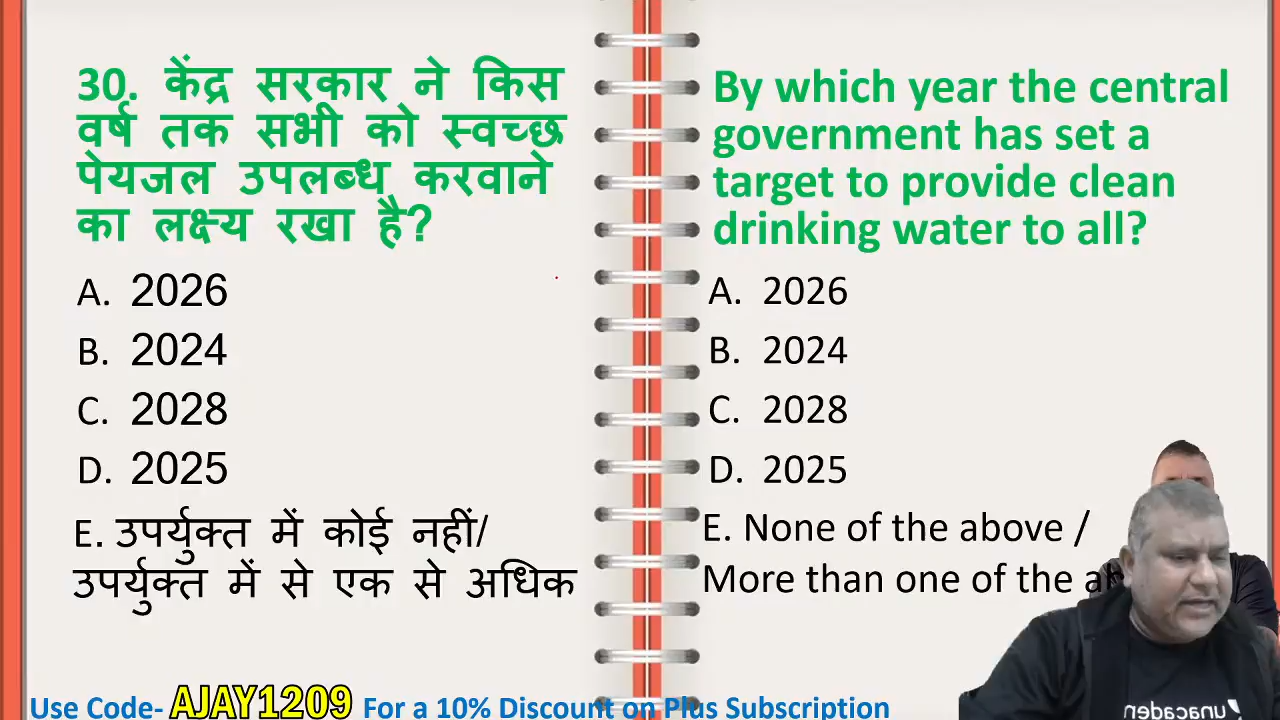 30. केंद्र सरकार ने किस
वर्ष तक सभी को स्वच्छ
पेयजल उपलब्ध करवाने
का लक्ष्य रखा है?
A. 2026
B. 2024
C. 2028
D. 2025
E. उपर्युक्त में कोई नहीं/
उपर्युक्त में से एक से अधिक
By which year the central
government has set a
target to provide clean
drinking water to all?
A. 2026
B. 2024
C. 2028
D. 2025
E. None of the above /
More than one of the
Use Code- AJAY1209 For a 10% Discount on Plus Subscription